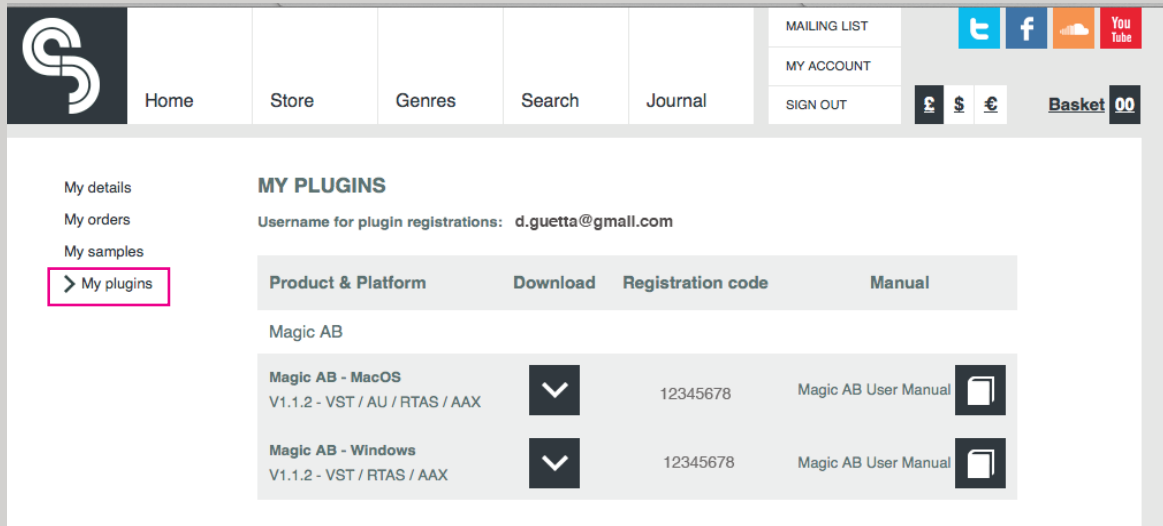 MAILING LIST
You
Tube
MY ACCOUNT
Home
Store
Genres
Search
Journal
SIGN OUT
£ $ €
Basket 00
My details
My orders
My samples
My plugins
MY PLUGINS
Username for plugin registrations: d.guetta@gmall.com
Product & Platform Download Registration code Manual
Magic AB
Magic AB - MacOS
V1.1.2 - VST / AU / RTAS / AAX
12345678
Magic AB User Manual
Magic AB - Windows
V1.1.2 - VST / RTAS / AAX
12345678
Magic AB User Manual